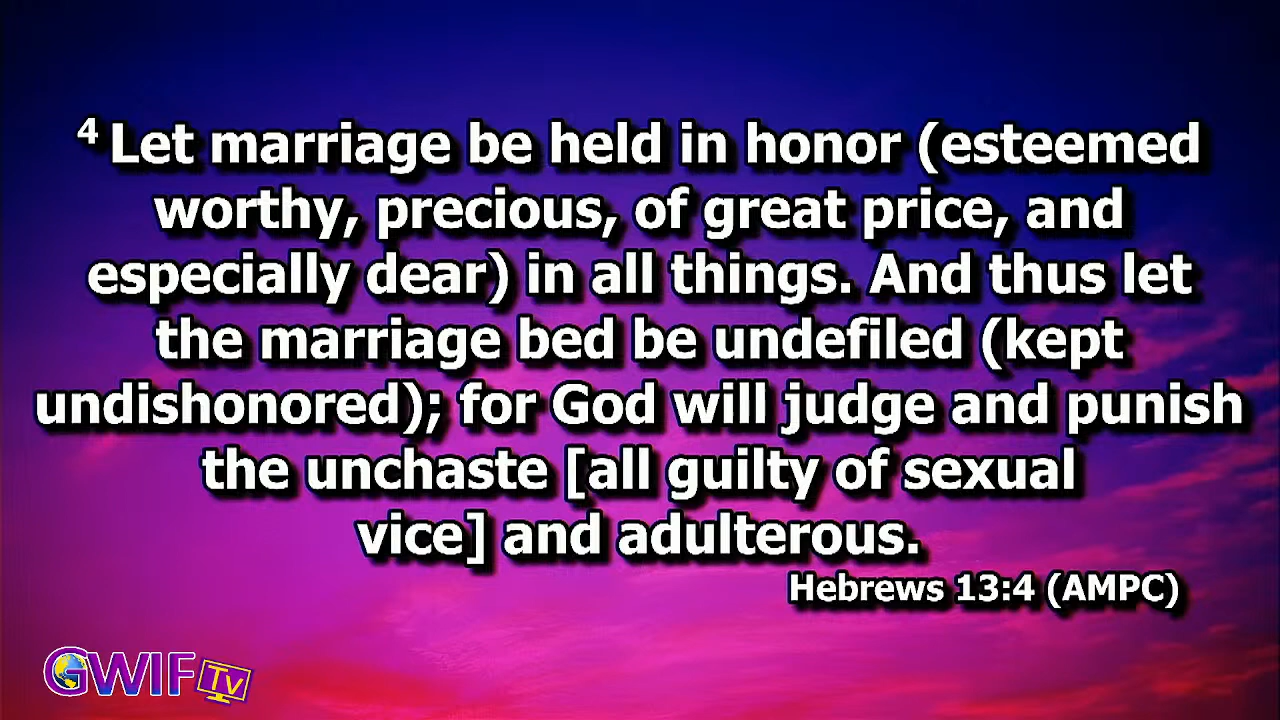 4 Let marriage be held in honor (esteemed
worthy, precious, of great price, and
especially dear) in all things. And thus let
the marriage bed be undefiled (kept
undishonored); for God will judge and punish
the unchaste [all guilty of sexual
vice] and adulterous.
Hebrews 13:4 (AMPC)
GWIF TV